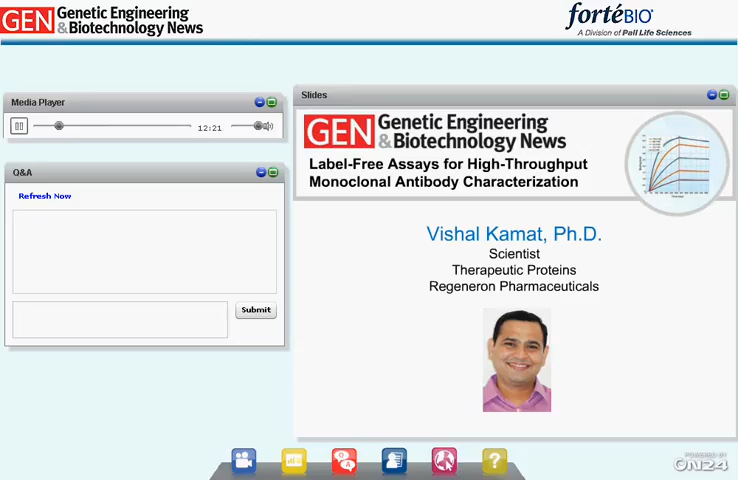 GEN Genetic Engineering
& Biotechnology News
fortéBIO
A Division of Pall Life Sciences
Media Player
12:21
Q&A
Refresh Now
Submit
Slides
GEN Genetic Engineering
& Biotechnology News
Label-Free Assays for High-Throughput
Monoclonal Antibody Characterization
Vishal Kamat, Ph.D.
Scientist
Therapeutic Proteins
Regeneron Pharmaceuticals
Q
A
?
POWERED BY
ON24